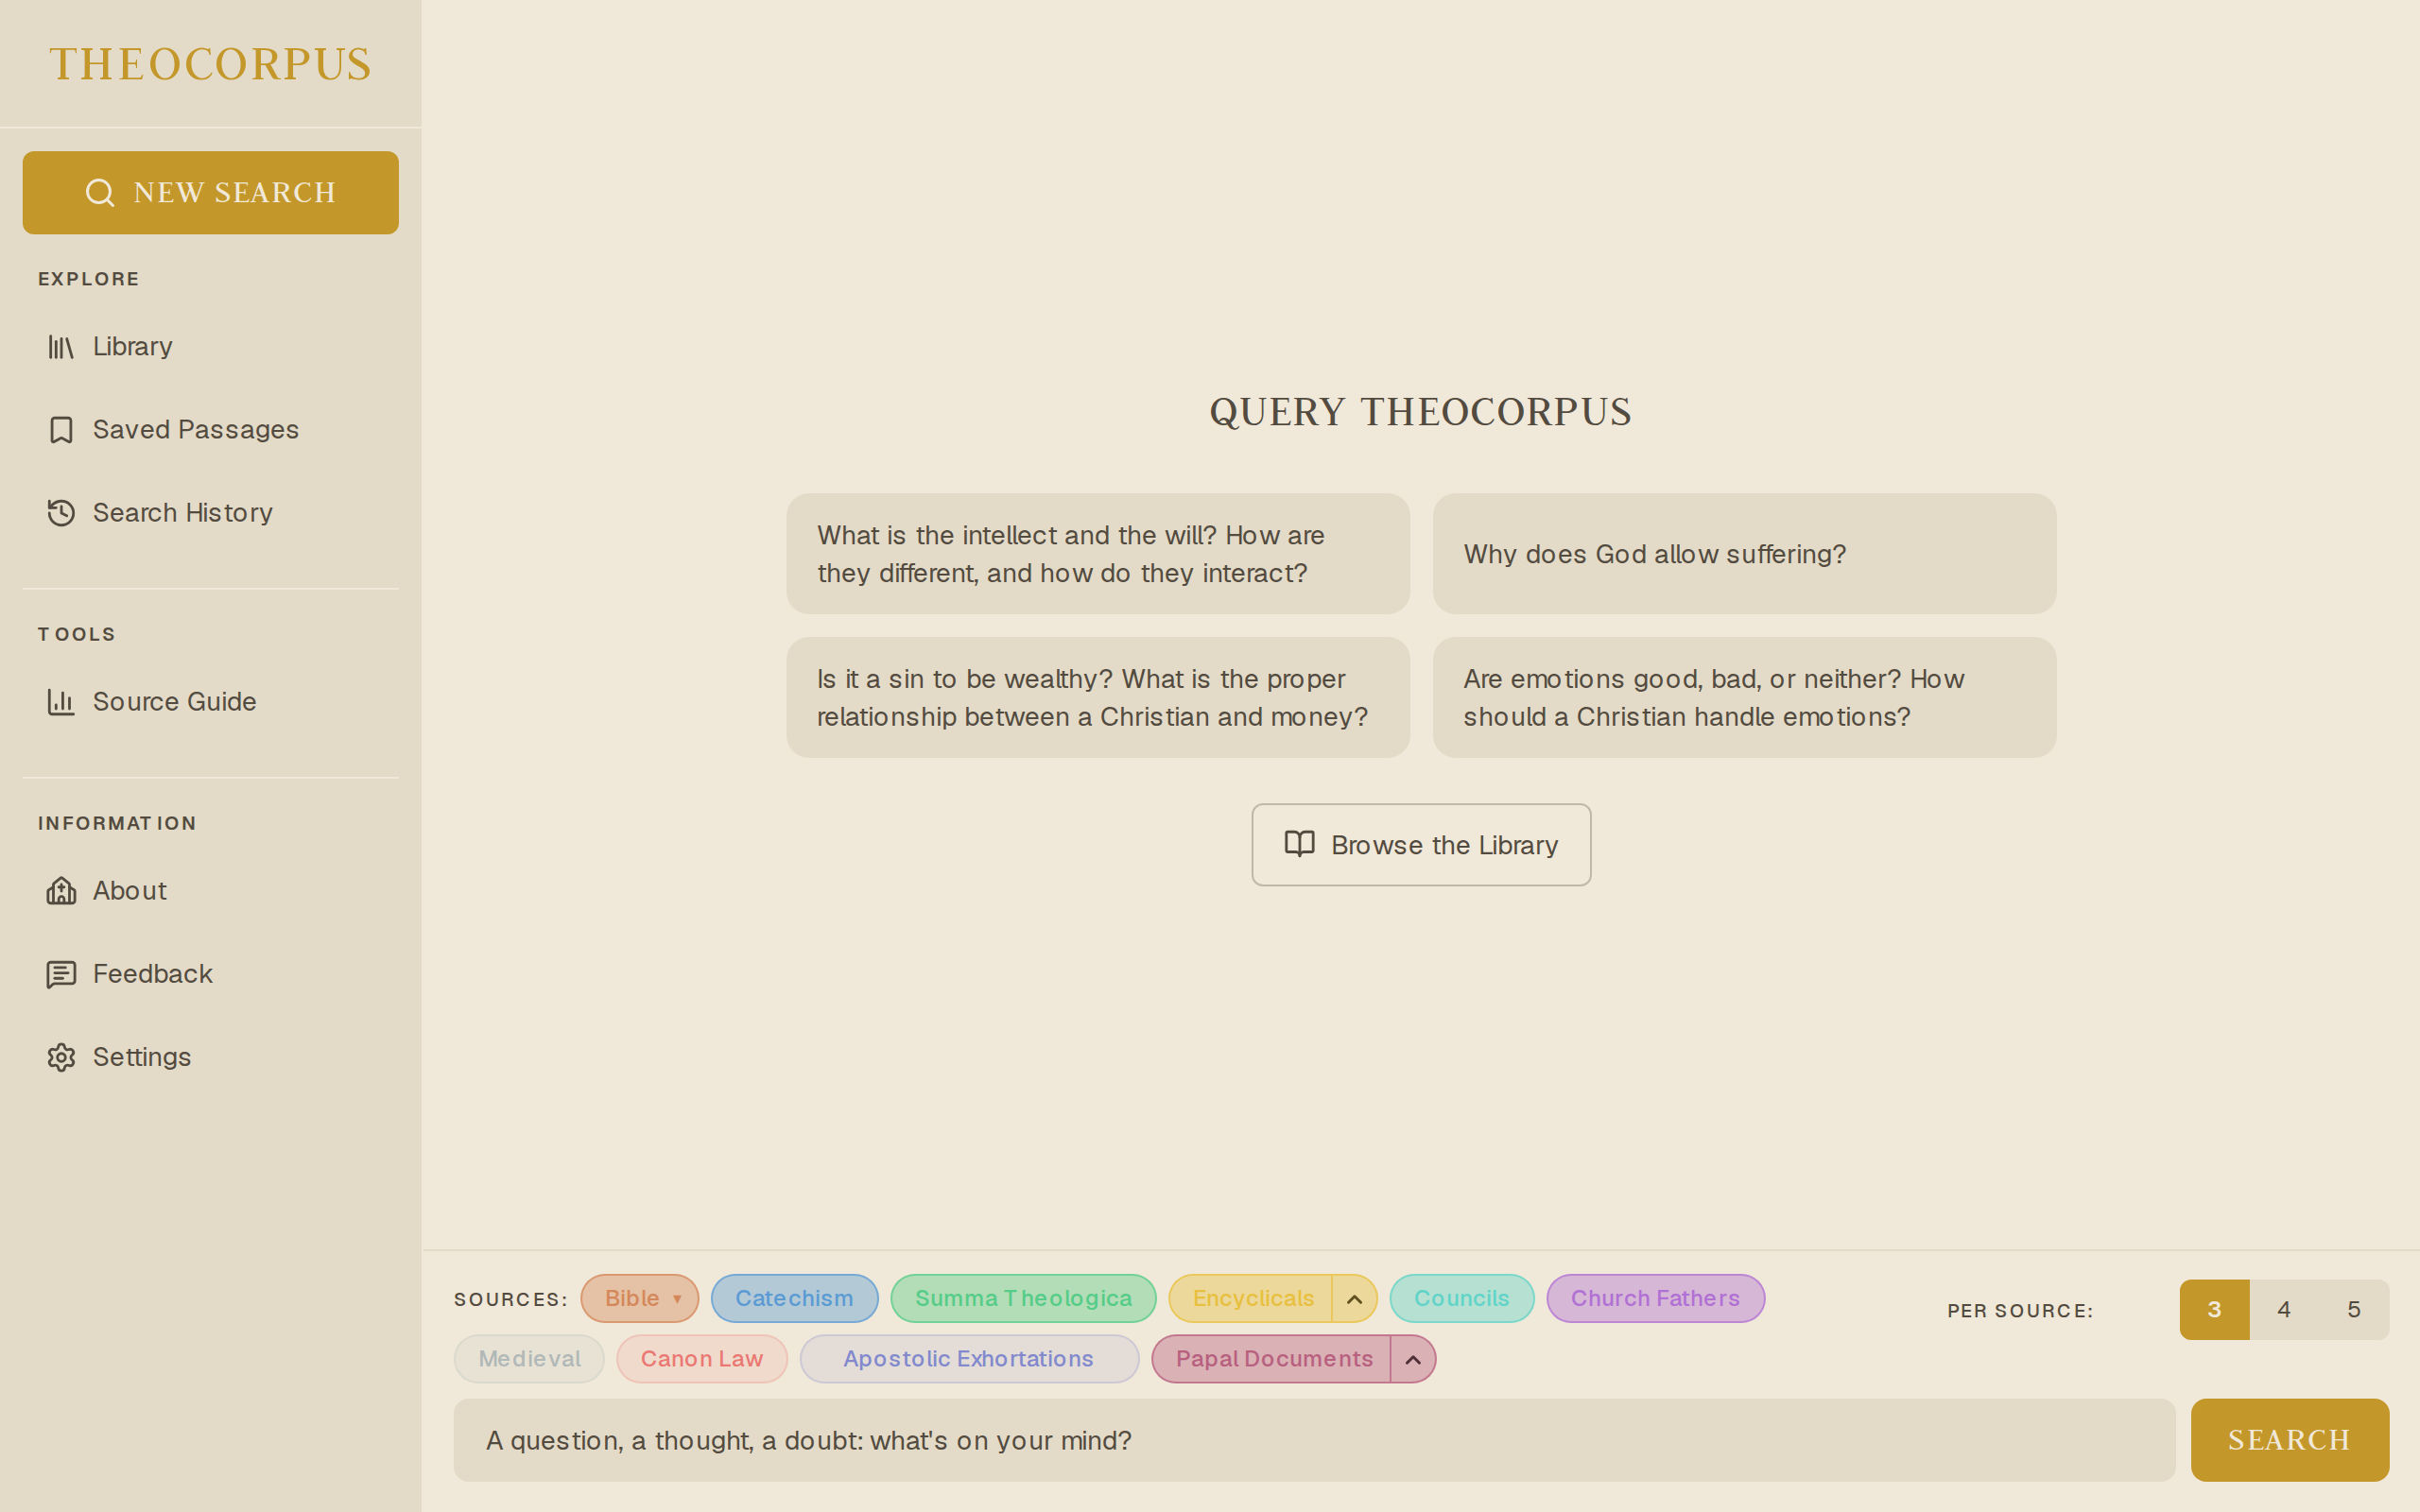 THEOCORPUS
NEW SEARCH
EXPLORE
Library
Saved Passages
Search History
TOOLS
Source Guide
INFORMATION
About
Feedback
Settings
QUERY THEOCORPUS
What is the intellect and the will? How are
they different, and how do they interact?
Why does God allow suffering?
Is it a sin to be wealthy? What is the proper
relationship between a Christian and money?
Are emotions good, bad, or neither? How
should a Christian handle emotions?
Browse the Library
SOURCES: Bible ▾ Catechism Summa Theologica Encyclicals Councils Church Fathers
Medieval Canon Law Apostolic Exhortations Papal Documents
PER SOURCE: 3 4 5
A question, a thought, a doubt: what's on your mind?
SEARCH